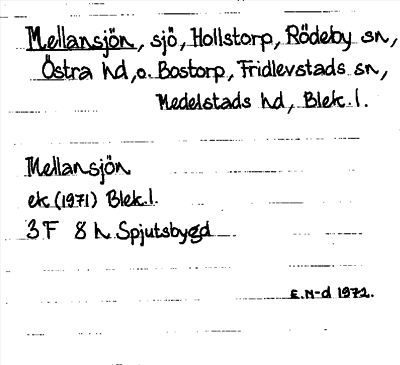 Mellansjön, sjö, Hollstorp, Rödeby sn,
Östra hd, o. Bostorp, Fridlevstads sn,
Medelstads hd, Blek. l.
Mellansjön
ek (1971) Blek. l.
3 F 8 h Spjutsbygd
E.N-d 1972.